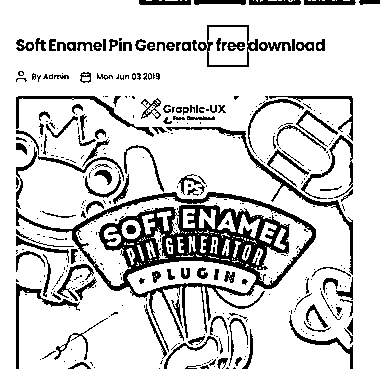 Soft Enamel Pin Generator free download
By Admin Mon Jun 03 2019
Graphic-UX
Free Download
Ps
SOFT ENAMEL
PIN GENERATOR
PLUGIN
&